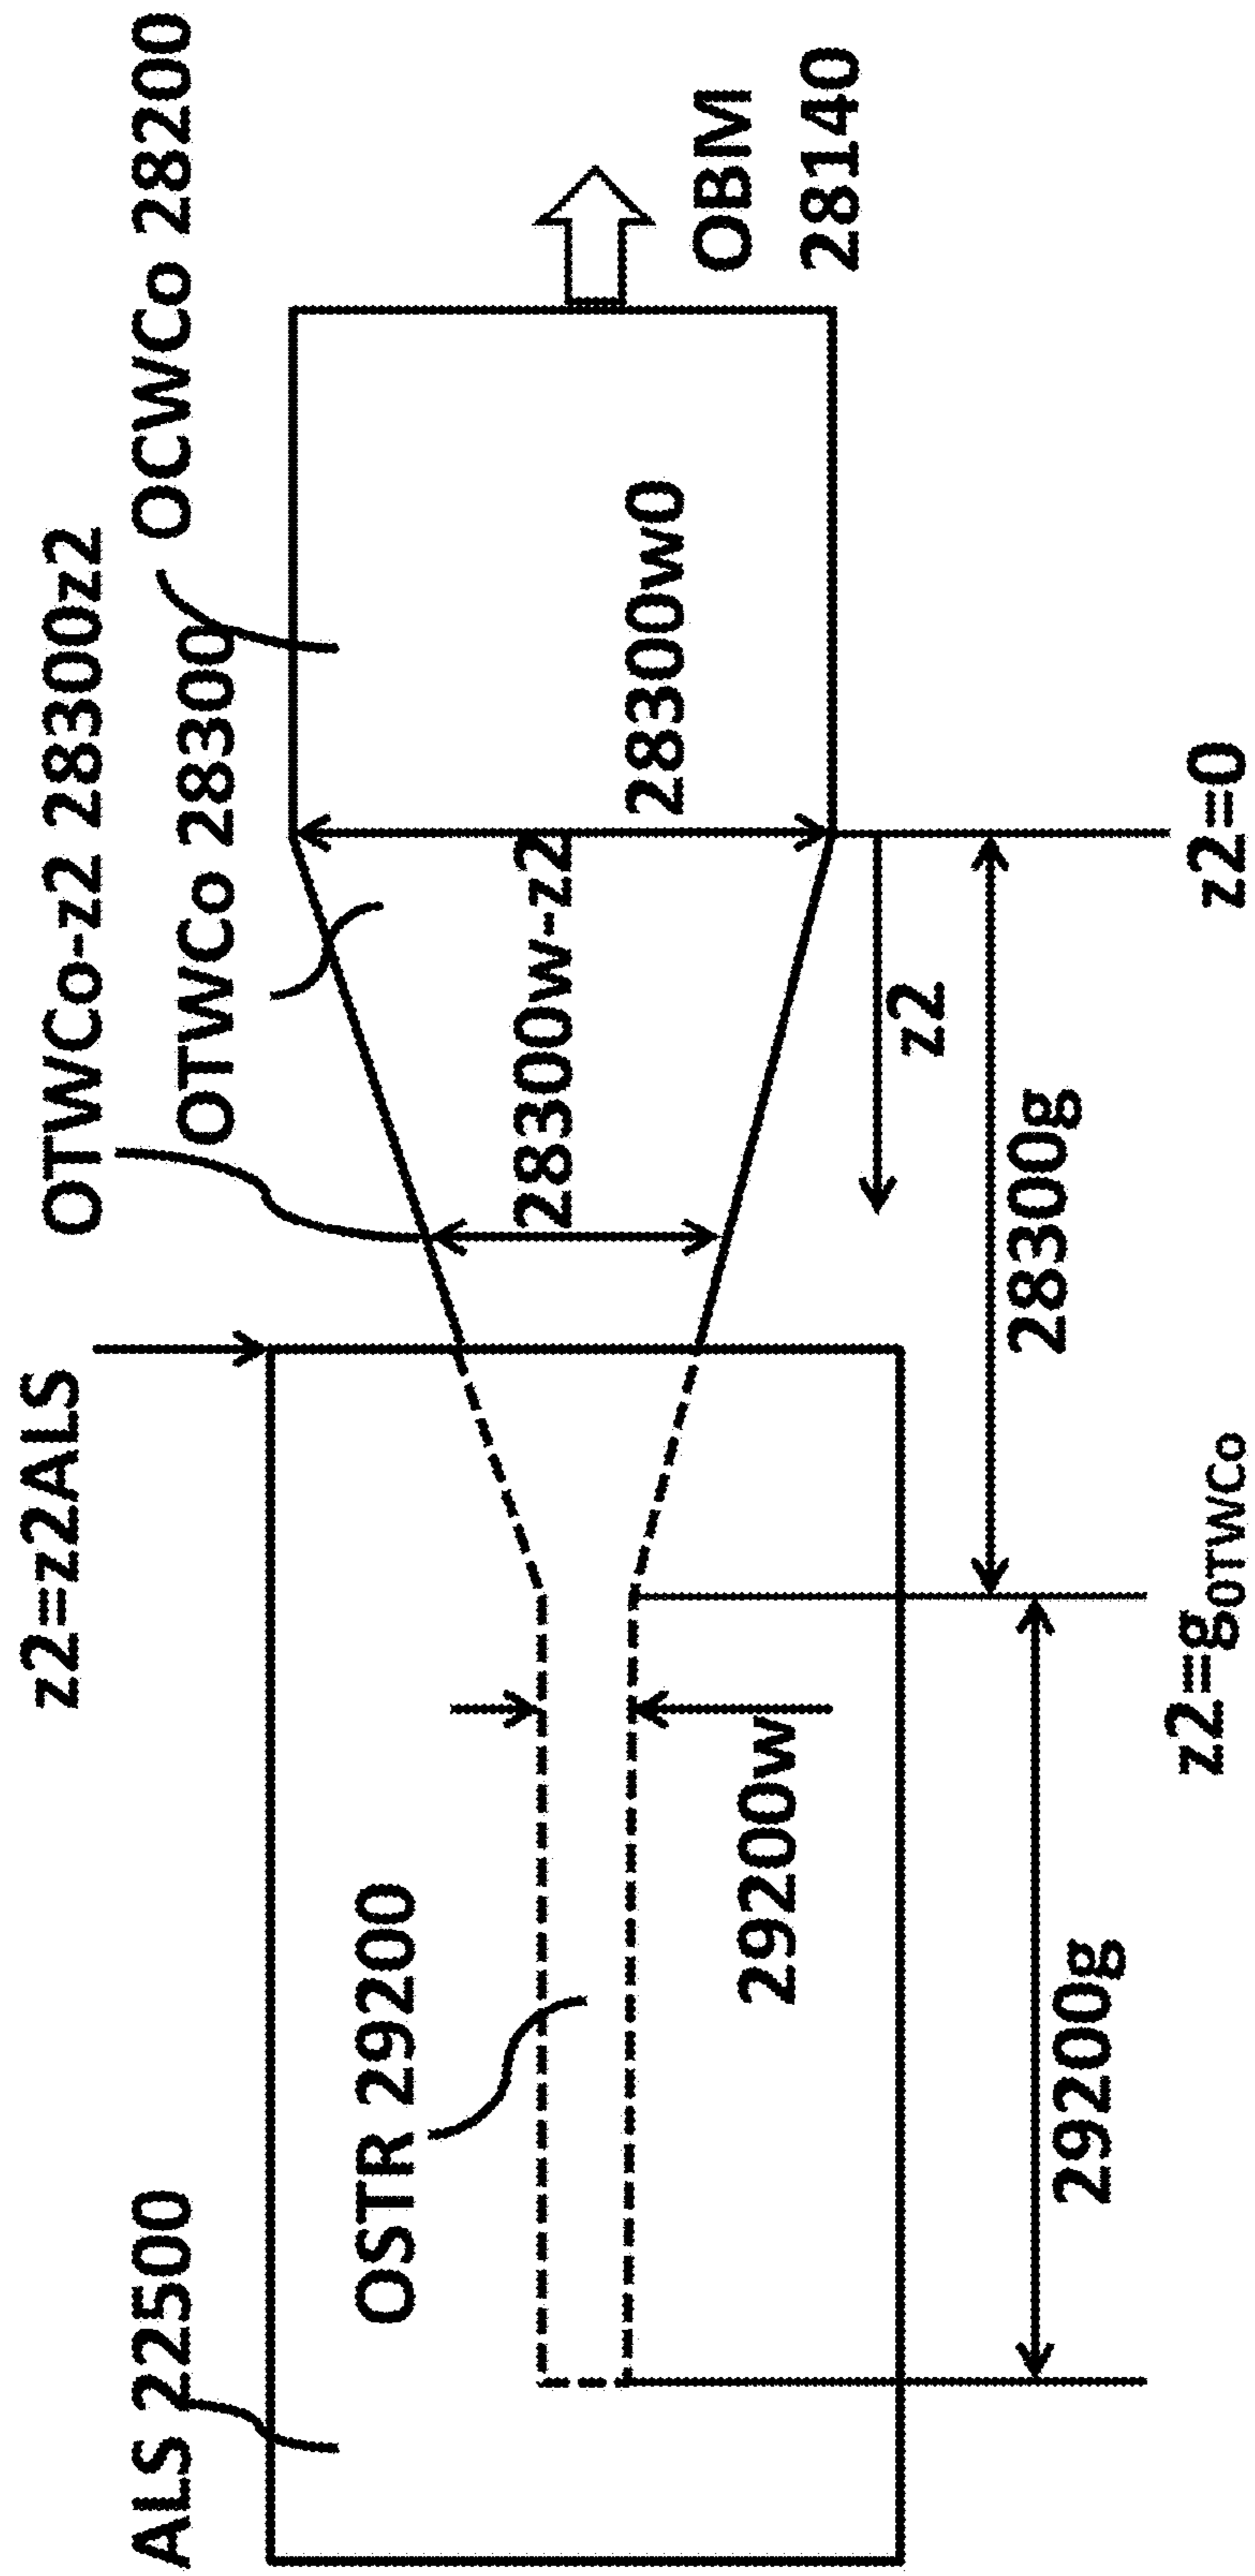 z2=z2ALS
OTWCo-z2 28300z2
OTWCo 28300
OCWCo 28200
ALS 22500
OSTR 29200
28300w-z2
28300w0
OBM
28140
29200w
z2
28300g
29200g
z2=gOTWCo
z2=0